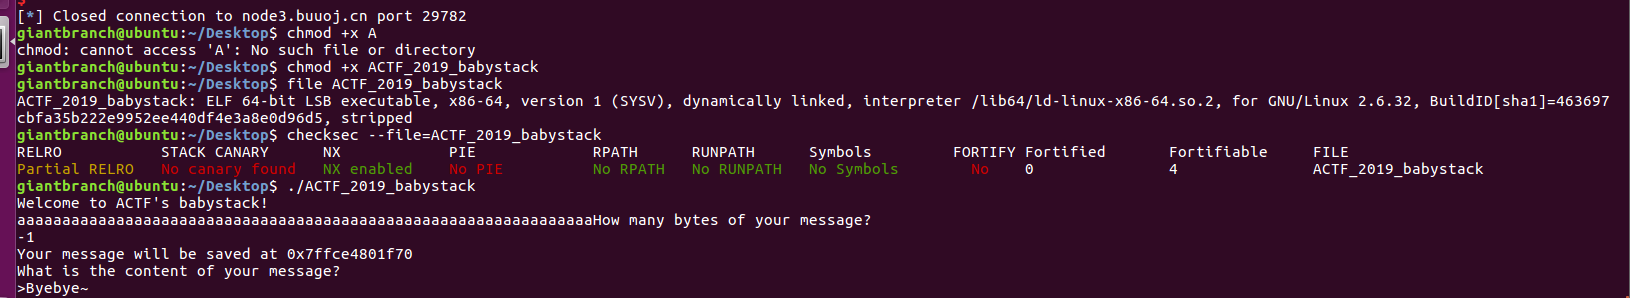 [*] Closed connection to node3.buuoj.cn port 29782
giantbranch@ubuntu:~/Desktop$ chmod +x A
chmod: cannot access 'A': No such file or directory
giantbranch@ubuntu:~/Desktop$ chmod +x ACTF_2019_babystack
giantbranch@ubuntu:~/Desktop$ file ACTF_2019_babystack
ACTF_2019_babystack: ELF 64-bit LSB executable, x86-64, version 1 (SYSV), dynamically linked, interpreter /lib64/ld-linux-x86-64.so.2, for GNU/Linux 2.6.32, BuildID[sha1]=463697
cbfa35b222e9952ee440df4e3a8e0d96d5, stripped
giantbranch@ubuntu:~/Desktop$ checksec --file=ACTF_2019_babystack
RELRO STACK CANARY NX PIE RPATH RUNPATH Symbols FORTIFY Fortified Fortifiable FILE
Partial RELRO No canary found NX enabled No PIE No RPATH No RUNPATH No Symbols No 0 4 ACTF_2019_babystack
giantbranch@ubuntu:~/Desktop$ ./ACTF_2019_babystack
Welcome to ACTF's babystack!
aaaaaaaaaaaaaaaaaaaaaaaaaaaaaaaaaaaaaaaaaaaaaaaaaaaaaaaaaaaaaaaaHow many bytes of your message?
-1
Your message will be saved at 0x7ffce4801f70
What is the content of your message?
>Byebye~